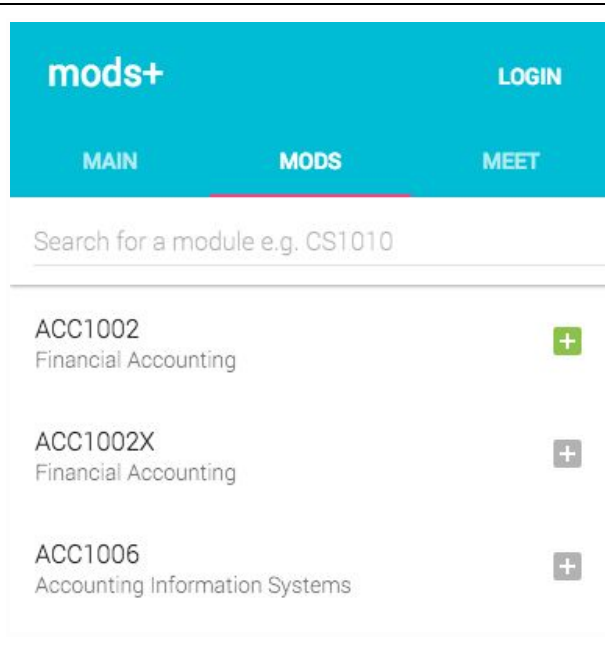 mods+ LOGIN
MAIN MODS MEET
Search for a module e.g. CS1010
ACC1002
Financial Accounting
ACC1002X
Financial Accounting
ACC1006
Accounting Information Systems